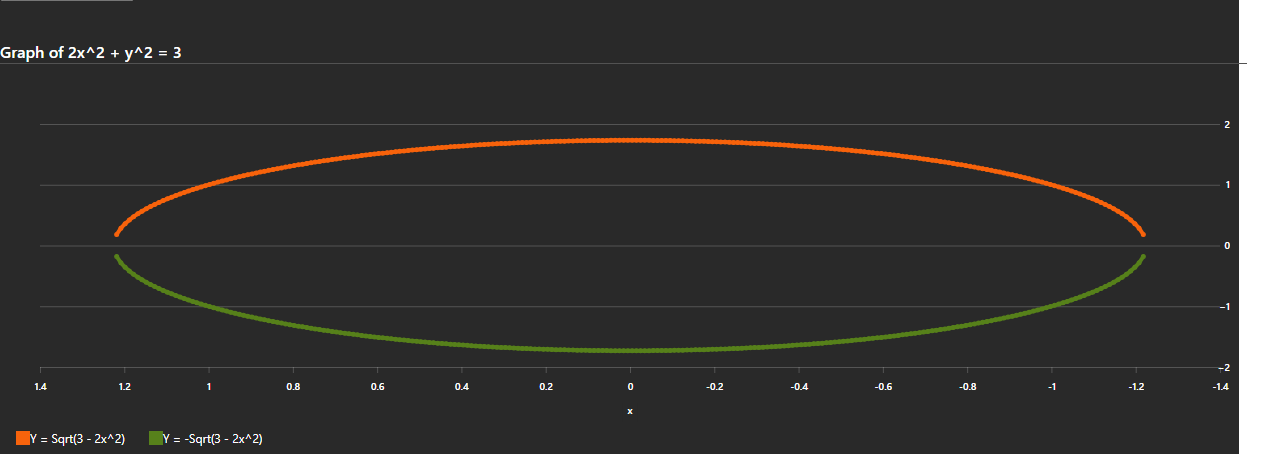 Graph of 2x^2 + y^2 = 3
2
1
0
-1
-2
1.4 1.2 1 0.8 0.6 0.4 0.2 0 -0.2 -0.4 -0.6 -0.8 -1 -1.2 -1.4
x
Y = Sqrt(3 - 2x^2) Y = -Sqrt(3 - 2x^2)